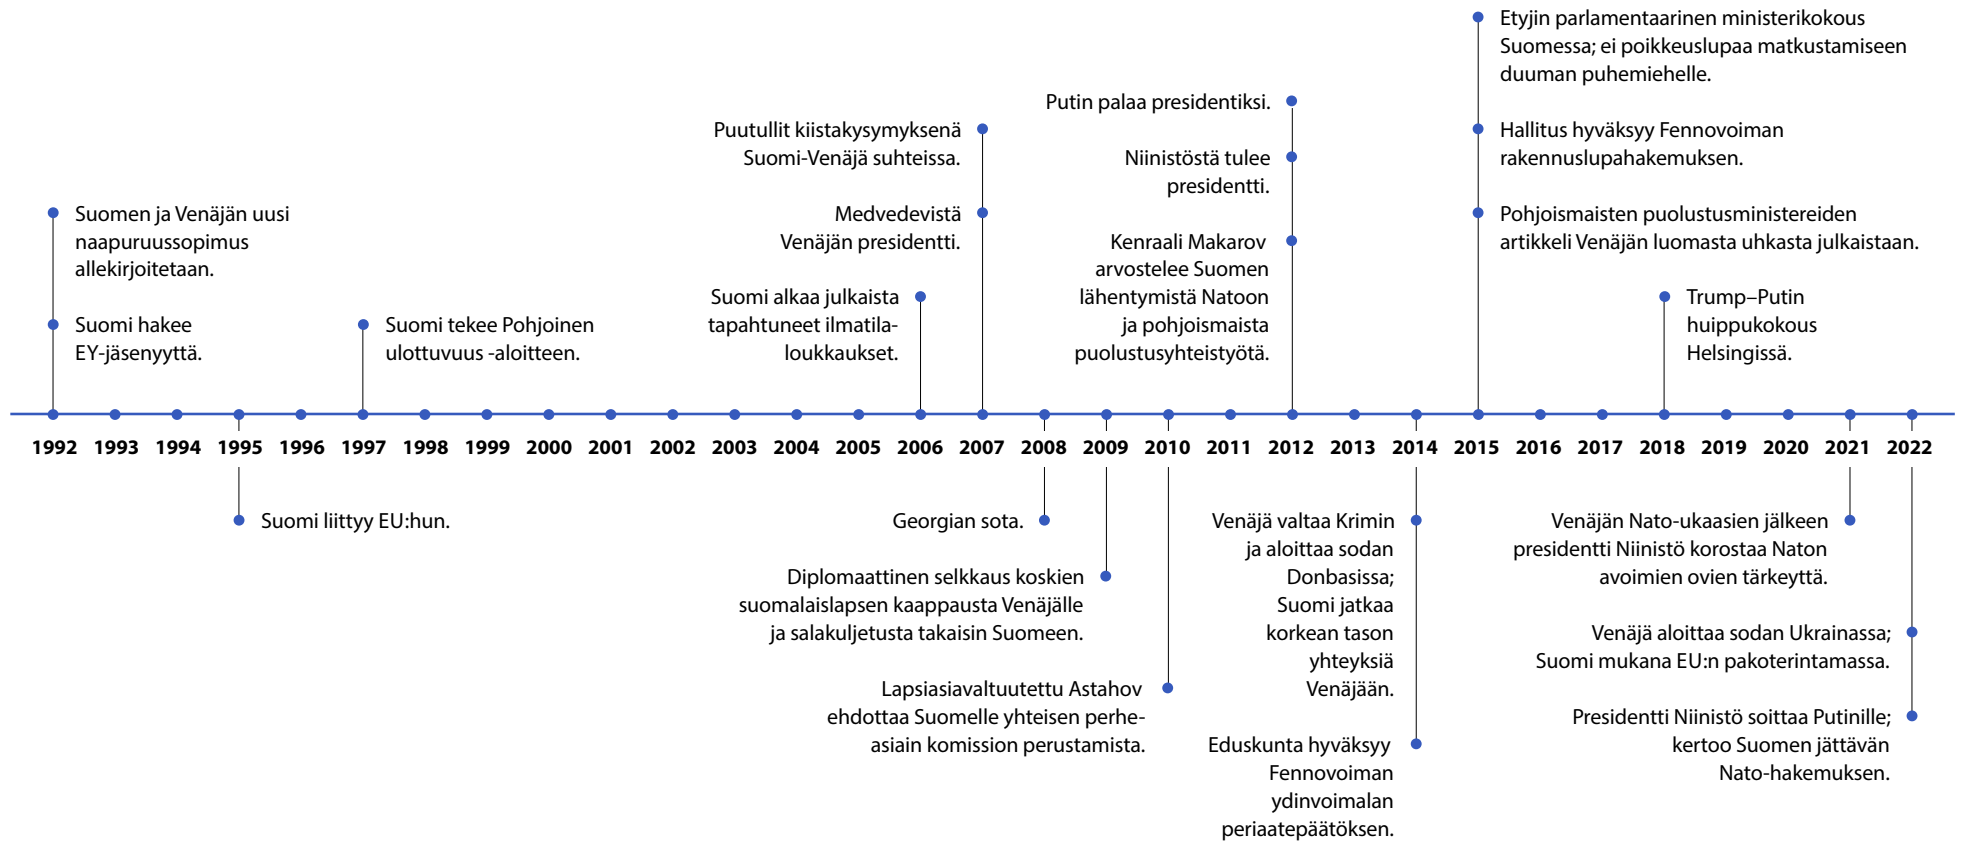 Suomen ja Venäjän uusi
naapuruussopimus
allekirjoitetaan.
Suomi hakee
EY-jäsenyyttä.
Suomi tekee Pohjoinen
ulottuvuus -aloitteen.
Puutullit kiistakysymyksenä
Suomi-Venäjä suhteissa.
Medvedevistä
Venäjän presidentti.
Suomi alkaa julkaista
tapahtuneet ilmatila-
loukkaukset.
Putin palaa presidentiksi.
Niinistöstä tulee
presidentti.
Kenraali Makarov
arvostelee Suomen
lähentymistä Natoon
ja pohjoismaista
puolustusyhteistyötä.
Etyjin parlamentaarinen ministerikokous
Suomessa; ei poikkeuslupaa matkustamiseen
duuman puhemiehelle.
Hallitus hyväksyy Fennovoiman
rakennuslupahakemuksen.
Pohjoismaisten puolustusministereiden
artikkeli Venäjän luomasta uhkasta julkaistaan.
Trump–Putin
huippukokous
Helsingissä.
1992 1993 1994 1995 1996 1997 1998 1999 2000 2001 2002 2003 2004 2005 2006 2007 2008 2009 2010 2011 2012 2013 2014 2015 2016 2017 2018 2019 2020 2021 2022
Suomi liittyy EU:hun.
Georgian sota.
Diplomaattinen selkkaus koskien
suomalaislapsen kaappausta Venäjälle
ja salakuljetusta takaisin Suomeen.
Lapsiasiavaltuutettu Astahov
ehdottaa Suomelle yhteisen perhe-
asiain komission perustamista.
Venäjä valtaa Krimin
ja aloittaa sodan
Donbasissa;
Suomi jatkaa
korkean tason
yhteyksiä
Venäjään.
Eduskunta hyväksyy
Fennovoiman
ydinvoimalan
periaatepäätöksen.
Venäjän Nato-ukaasien jälkeen
presidentti Niinistö korostaa Naton
avoimien ovien tärkeyttä.
Venäjä aloittaa sodan Ukrainassa;
Suomi mukana EU:n pakoterintamassa.
Presidentti Niinistö soittaa Putinille;
kertoo Suomen jättävän
Nato-hakemuksen.